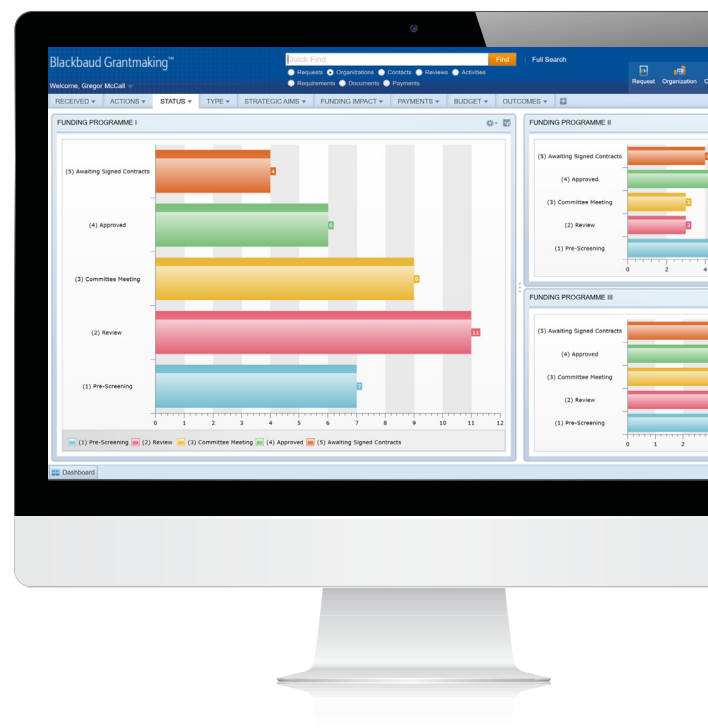 Blackbaud Grantmaking™
Quick Find
Find
Full Search
Requests Organizations Contacts Reviews Activities
Requirements Documents Payments
Welcome, Gregor McCall
Request Organization
RECEIVED ACTIONS STATUS TYPE STRATEGIC AIMS FUNDING IMPACT PAYMENTS BUDGET OUTCOMES
FUNDING PROGRAMME I
(5) Awaiting Signed Contracts 4
(4) Approved 6
(3) Committee Meeting 9
(2) Review 11
(1) Pre-Screening 7
0 1 2 3 4 5 6 7 8 9 10 11 12
(1) Pre-Screening (2) Review (3) Committee Meeting (4) Approved (5) Awaiting Signed Contracts
FUNDING PROGRAMME II
(5) Awaiting Signed Contracts
(4) Approved
(3) Committee Meeting 3
(2) Review 3
(1) Pre-Screening
0 2 4
FUNDING PROGRAMME III
(5) Awaiting Signed Contracts
(4) Approved
(3) Committee Meeting
(2) Review
(1) Pre-Screening
0 1 2
Dashboard